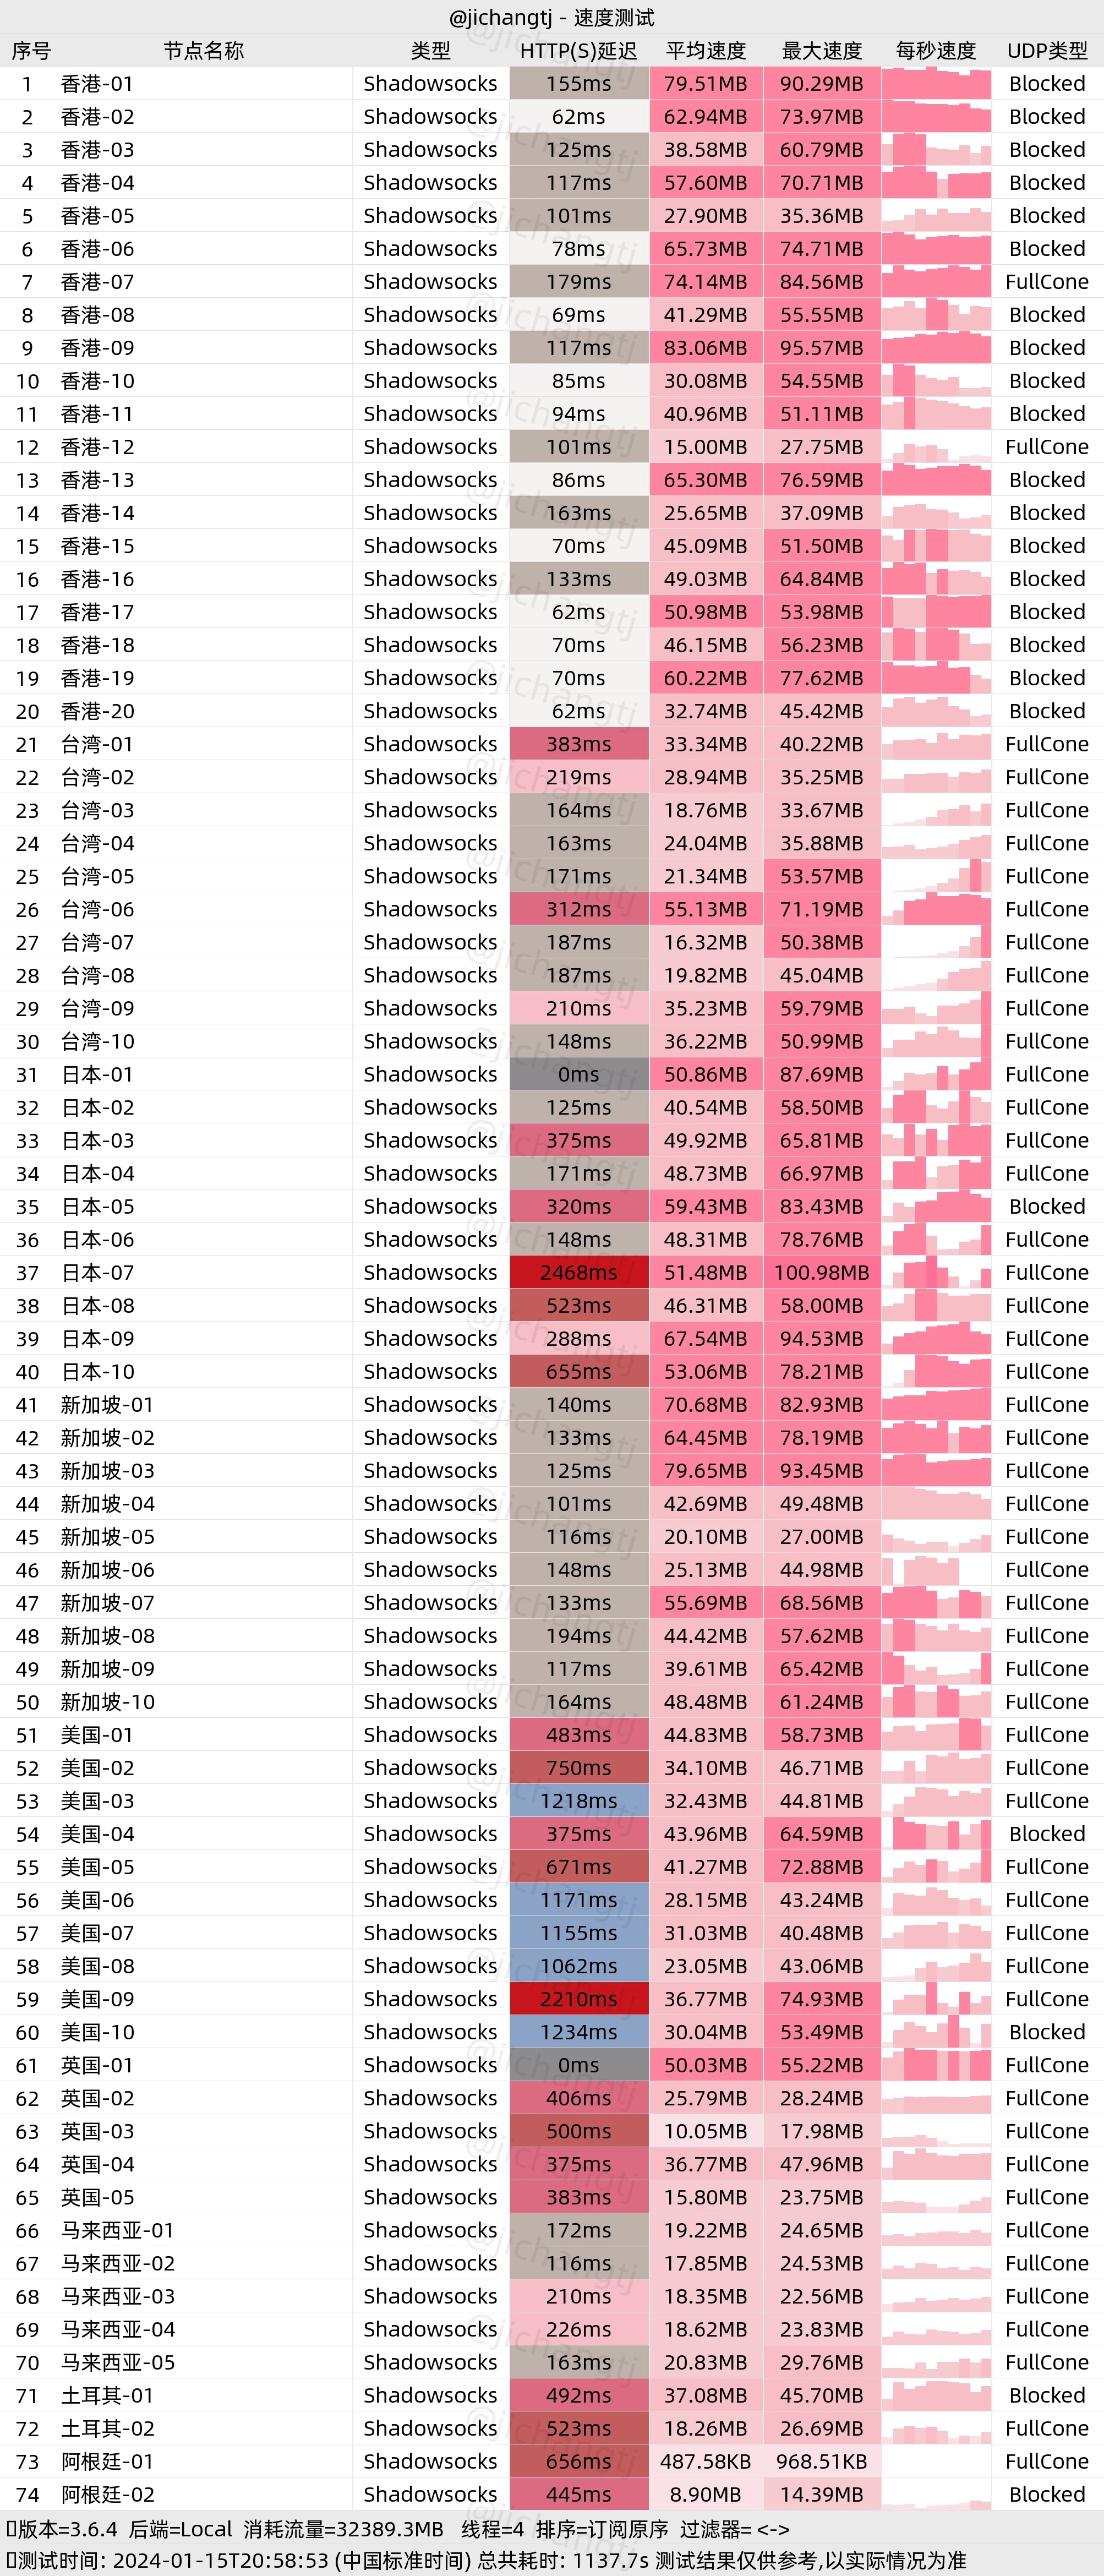 @jichangtj - 速度测试
序号 节点名称 类型 HTTP(S)延迟 平均速度 最大速度 每秒速度 UDP类型
1 香港-01 Shadowsocks 155ms 79.51MB 90.29MB Blocked
2 香港-02 Shadowsocks 62ms 62.94MB 73.97MB Blocked
3 香港-03 Shadowsocks 125ms 38.58MB 60.79MB Blocked
4 香港-04 Shadowsocks 117ms 57.60MB 70.71MB Blocked
5 香港-05 Shadowsocks 101ms 27.90MB 35.36MB Blocked
6 香港-06 Shadowsocks 78ms 65.73MB 74.71MB Blocked
7 香港-07 Shadowsocks 179ms 74.14MB 84.56MB FullCone
8 香港-08 Shadowsocks 69ms 41.29MB 55.55MB Blocked
9 香港-09 Shadowsocks 117ms 83.06MB 95.57MB Blocked
10 香港-10 Shadowsocks 85ms 30.08MB 54.55MB Blocked
11 香港-11 Shadowsocks 94ms 40.96MB 51.11MB Blocked
12 香港-12 Shadowsocks 101ms 15.00MB 27.75MB FullCone
13 香港-13 Shadowsocks 86ms 65.30MB 76.59MB Blocked
14 香港-14 Shadowsocks 163ms 25.65MB 37.09MB Blocked
15 香港-15 Shadowsocks 70ms 45.09MB 51.50MB Blocked
16 香港-16 Shadowsocks 133ms 49.03MB 64.84MB Blocked
17 香港-17 Shadowsocks 62ms 50.98MB 53.98MB Blocked
18 香港-18 Shadowsocks 70ms 46.15MB 56.23MB Blocked
19 香港-19 Shadowsocks 70ms 60.22MB 77.62MB Blocked
20 香港-20 Shadowsocks 62ms 32.74MB 45.42MB Blocked
21 台湾-01 Shadowsocks 383ms 33.34MB 40.22MB FullCone
22 台湾-02 Shadowsocks 219ms 28.94MB 35.25MB FullCone
23 台湾-03 Shadowsocks 164ms 18.76MB 33.67MB FullCone
24 台湾-04 Shadowsocks 163ms 24.04MB 35.88MB FullCone
25 台湾-05 Shadowsocks 171ms 21.34MB 53.57MB FullCone
26 台湾-06 Shadowsocks 312ms 55.13MB 71.19MB FullCone
27 台湾-07 Shadowsocks 187ms 16.32MB 50.38MB FullCone
28 台湾-08 Shadowsocks 187ms 19.82MB 45.04MB FullCone
29 台湾-09 Shadowsocks 210ms 35.23MB 59.79MB FullCone
30 台湾-10 Shadowsocks 148ms 36.22MB 50.99MB FullCone
31 日本-01 Shadowsocks 0ms 50.86MB 87.69MB FullCone
32 日本-02 Shadowsocks 125ms 40.54MB 58.50MB FullCone
33 日本-03 Shadowsocks 375ms 49.92MB 65.81MB FullCone
34 日本-04 Shadowsocks 171ms 48.73MB 66.97MB FullCone
35 日本-05 Shadowsocks 320ms 59.43MB 83.43MB Blocked
36 日本-06 Shadowsocks 148ms 48.31MB 78.76MB FullCone
37 日本-07 Shadowsocks 2468ms 51.48MB 100.98MB FullCone
38 日本-08 Shadowsocks 523ms 46.31MB 58.00MB FullCone
39 日本-09 Shadowsocks 288ms 67.54MB 94.53MB FullCone
40 日本-10 Shadowsocks 655ms 53.06MB 78.21MB FullCone
41 新加坡-01 Shadowsocks 140ms 70.68MB 82.93MB FullCone
42 新加坡-02 Shadowsocks 133ms 64.45MB 78.19MB FullCone
43 新加坡-03 Shadowsocks 125ms 79.65MB 93.45MB FullCone
44 新加坡-04 Shadowsocks 101ms 42.69MB 49.48MB FullCone
45 新加坡-05 Shadowsocks 116ms 20.10MB 27.00MB FullCone
46 新加坡-06 Shadowsocks 148ms 25.13MB 44.98MB FullCone
47 新加坡-07 Shadowsocks 133ms 55.69MB 68.56MB FullCone
48 新加坡-08 Shadowsocks 194ms 44.42MB 57.62MB FullCone
49 新加坡-09 Shadowsocks 117ms 39.61MB 65.42MB FullCone
50 新加坡-10 Shadowsocks 164ms 48.48MB 61.24MB FullCone
51 美国-01 Shadowsocks 483ms 44.83MB 58.73MB FullCone
52 美国-02 Shadowsocks 750ms 34.10MB 46.71MB FullCone
53 美国-03 Shadowsocks 1218ms 32.43MB 44.81MB FullCone
54 美国-04 Shadowsocks 375ms 43.96MB 64.59MB Blocked
55 美国-05 Shadowsocks 671ms 41.27MB 72.88MB FullCone
56 美国-06 Shadowsocks 1171ms 28.15MB 43.24MB FullCone
57 美国-07 Shadowsocks 1155ms 31.03MB 40.48MB FullCone
58 美国-08 Shadowsocks 1062ms 23.05MB 43.06MB FullCone
59 美国-09 Shadowsocks 2210ms 36.77MB 74.93MB FullCone
60 美国-10 Shadowsocks 1234ms 30.04MB 53.49MB Blocked
61 英国-01 Shadowsocks 0ms 50.03MB 55.22MB FullCone
62 英国-02 Shadowsocks 406ms 25.79MB 28.24MB FullCone
63 英国-03 Shadowsocks 500ms 10.05MB 17.98MB FullCone
64 英国-04 Shadowsocks 375ms 36.77MB 47.96MB FullCone
65 英国-05 Shadowsocks 383ms 15.80MB 23.75MB FullCone
66 马来西亚-01 Shadowsocks 172ms 19.22MB 24.65MB FullCone
67 马来西亚-02 Shadowsocks 116ms 17.85MB 24.53MB FullCone
68 马来西亚-03 Shadowsocks 210ms 18.35MB 22.56MB FullCone
69 马来西亚-04 Shadowsocks 226ms 18.62MB 23.83MB FullCone
70 马来西亚-05 Shadowsocks 163ms 20.83MB 29.76MB FullCone
71 土耳其-01 Shadowsocks 492ms 37.08MB 45.70MB Blocked
72 土耳其-02 Shadowsocks 523ms 18.26MB 26.69MB FullCone
73 阿根廷-01 Shadowsocks 656ms 487.58KB 968.51KB FullCone
74 阿根廷-02 Shadowsocks 445ms 8.90MB 14.39MB Blocked
版本=3.6.4 后端=Local 消耗流量=32389.3MB 线程=4 排序=订阅原序 过滤器= <->
测试时间: 2024-01-15T20:58:53 (中国标准时间) 总共耗时: 1137.7s 测试结果仅供参考,以实际情况为准